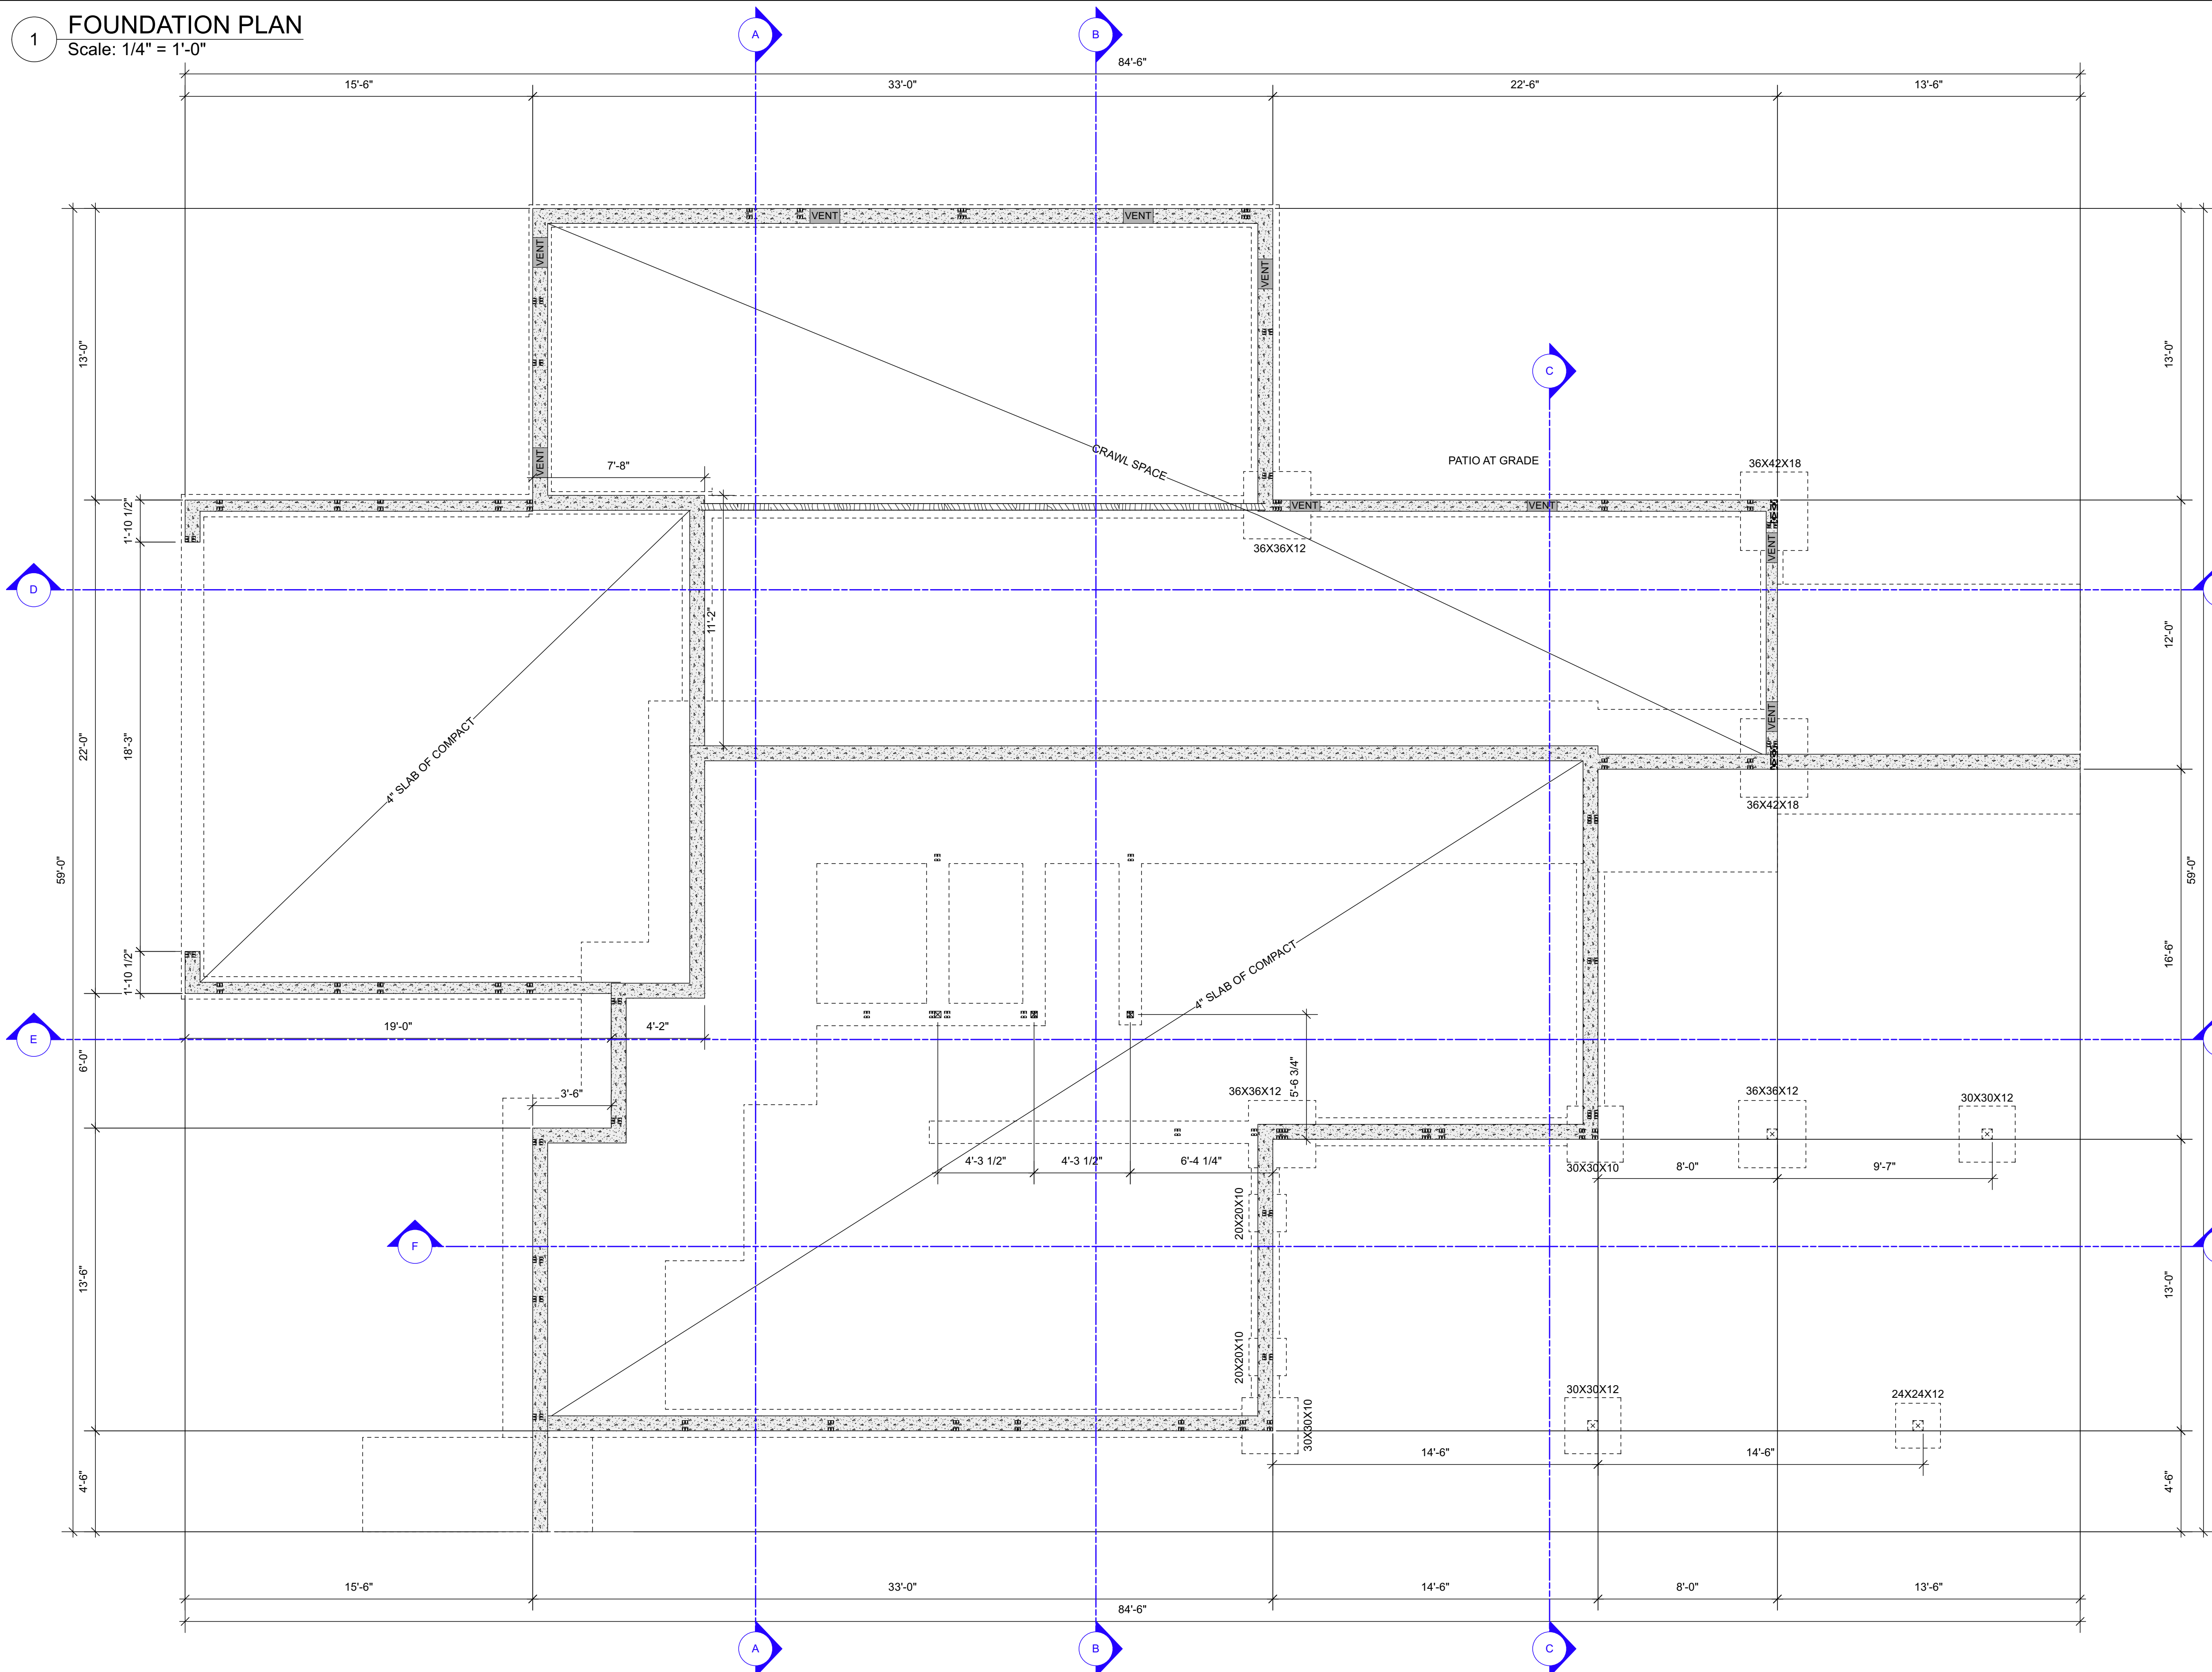 1
FOUNDATION PLAN
Scale: 1/4" = 1'-0"
A
B
84'-6"
15'-6"
33'-0"
22'-6"
13'-6"
VENT
VENT
VENT
VENT
13'-0"
13'-0"
C
CRAWL SPACE
PATIO AT GRADE
36X42X18
7'-8"
VENT
1'-10 1/2"
VENT
VENT
36X36X12
VENT
D
11'-2"
12'-0"
VENT
22'-0"
18'-3"
4" SLAB OF COMPACT
36X42X18
59'-0"
59'-0"
1'-10 1/2"
4" SLAB OF COMPACT
16'-6"
19'-0"
4'-2"
E
6'-0"
3'-6"
5'-6 3/4"
36X36X12
36X36X12
30X30X12
4'-3 1/2"
4'-3 1/2"
6'-4 1/4"
30X30X10
8'-0"
9'-7"
20X20X10
F
13'-6"
13'-0"
20X20X10
30X30X12
24X24X12
30X30X10
14'-6"
14'-6"
4'-6"
4'-6"
15'-6"
33'-0"
14'-6"
8'-0"
13'-6"
84'-6"
A
B
C